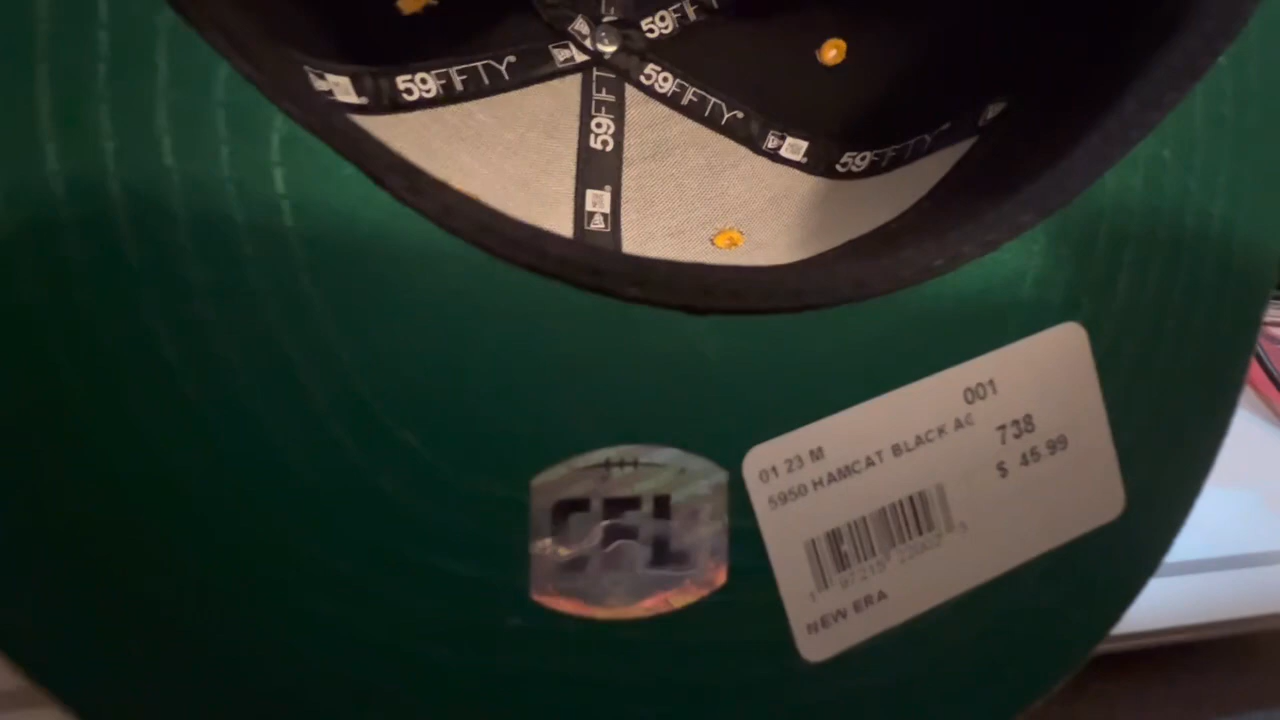 59FIFTY
59FIFTY
59FIFTY
59FIFTY
59FIFTY
CFL
001
01 23 M
738
5950 HAMCAT BLACK AC
$ 45.99
NEW ERA